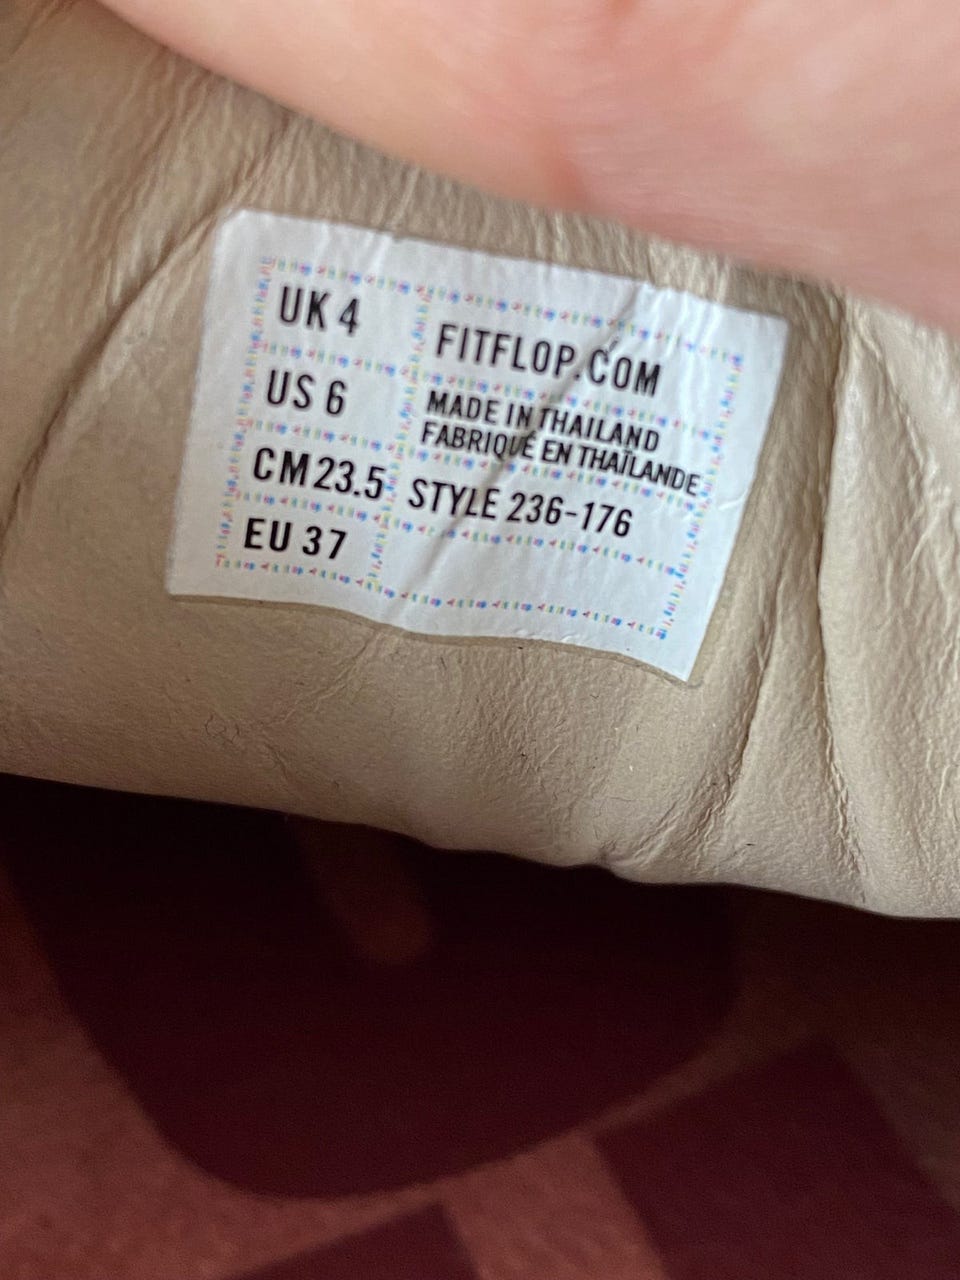 UK 4
US 6
CM 23.5
EU 37
FITFLOP.COM
MADE IN THAILAND
FABRIQUÉ EN THAÏLANDE
STYLE 236-176